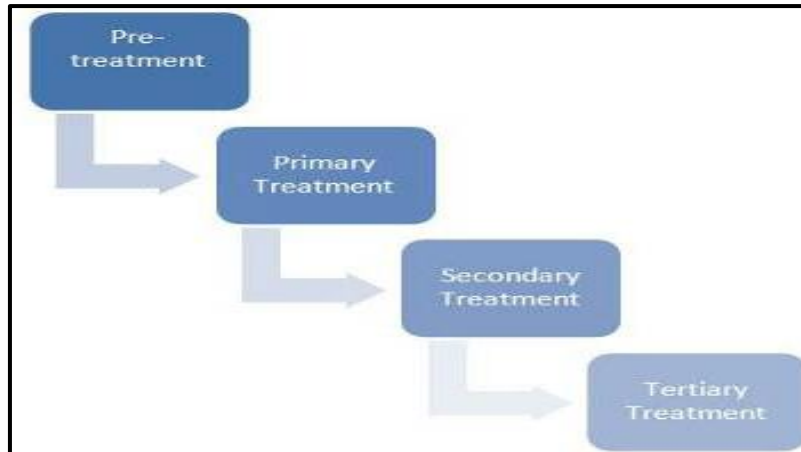 Pre-
treatment
Primary
Treatment
Secondary
Treatment
Tertiary
Treatment